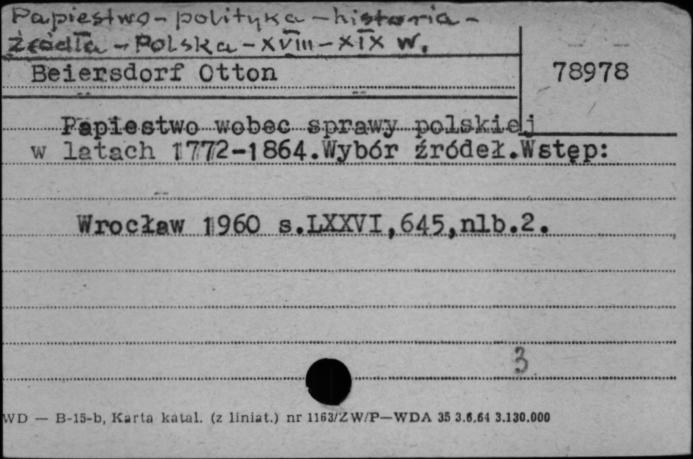 Papiestwo - polityka - historia -
źródła - Polska - XVIII - XIX w.
Beiersdorf Otton
78978
Papiestwo wobec sprawy polskiej
w latach 1772-1864.Wybór źródeł.Wstęp:
Wrocław 1960 s.LXXVI,645,nlb.2.
3
WD — B-15-b, Karta katal. (z liniat.) nr 1163/ZW/P—WDA 35 3.6.64 3.130.000